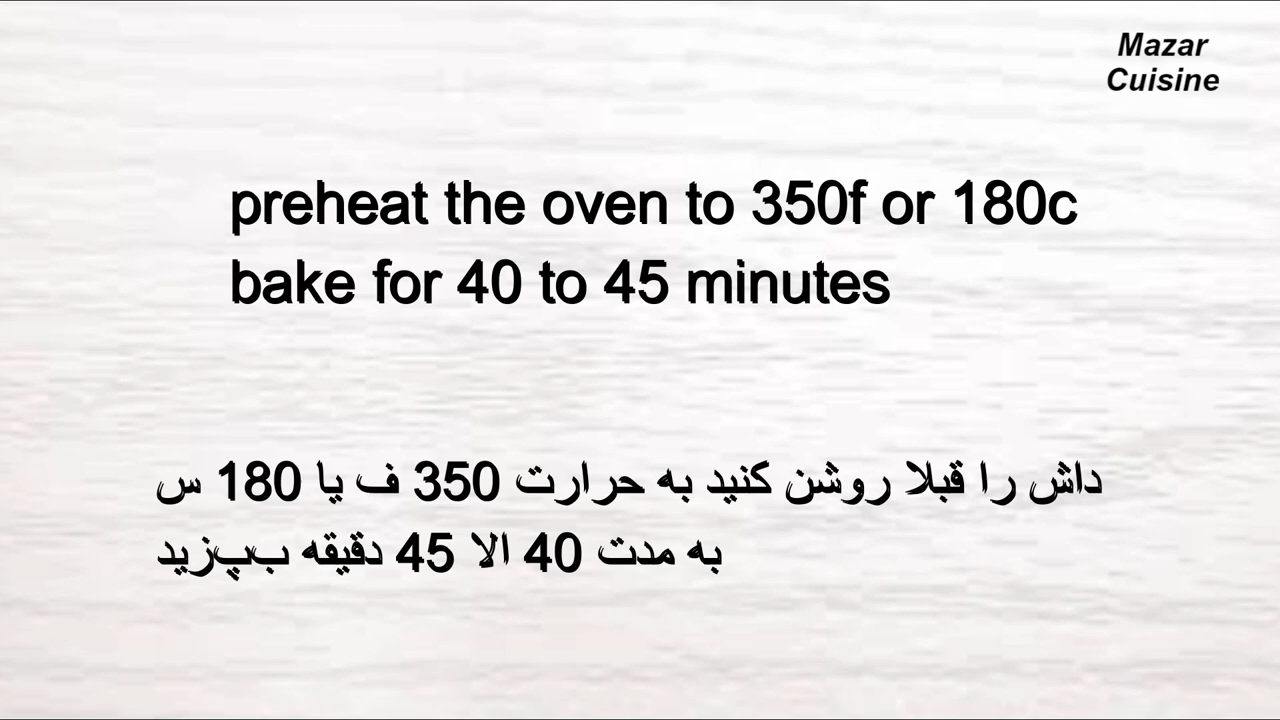 Mazar
Cuisine
preheat the oven to 350f or 180c
bake for 40 to 45 minutes
داش را قبلا روشن کنید به حرارت 350 ف یا 180 س
به مدت 40 الا 45 دقیقه ب‌پزید